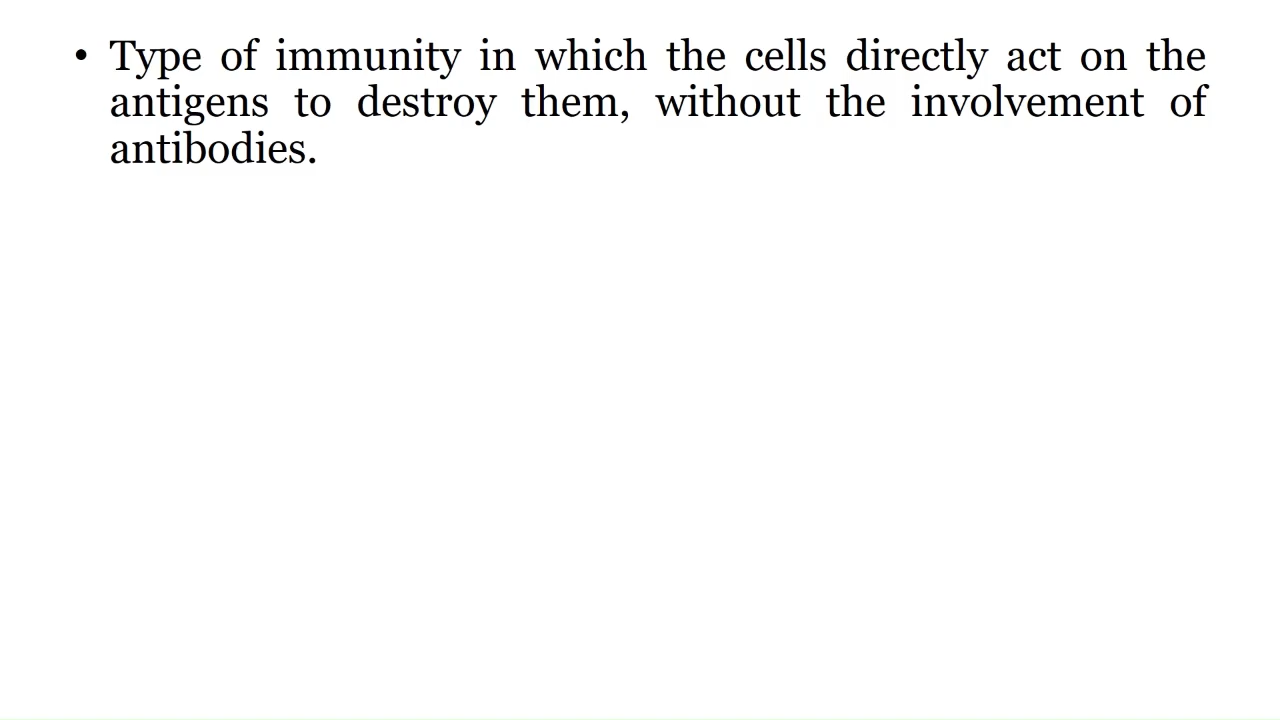 • Type of immunity in which the cells directly act on the
antigens to destroy them, without the involvement of
antibodies.